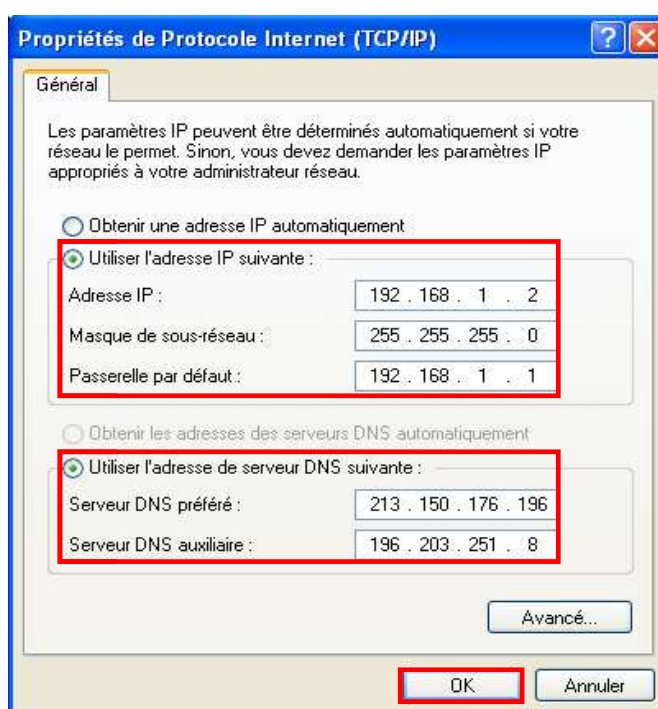 Propriétés de Protocole Internet (TCP/IP)
Général
Les paramètres IP peuvent être déterminés automatiquement si votre
réseau le permet. Sinon, vous devez demander les paramètres IP
appropriés à votre administrateur réseau.
Obtenir une adresse IP automatiquement
Utiliser l'adresse IP suivante :
Adresse IP : 192 . 168 . 1 . 2
Masque de sous-réseau : 255 . 255 . 255 . 0
Passerelle par défaut : 192 . 168 . 1 . 1
Obtenir les adresses des serveurs DNS automatiquement
Utiliser l'adresse de serveur DNS suivante :
Serveur DNS préféré : 213 . 150 . 176 . 196
Serveur DNS auxiliaire : 196 . 203 . 251 . 8
Avancé...
OK Annuler